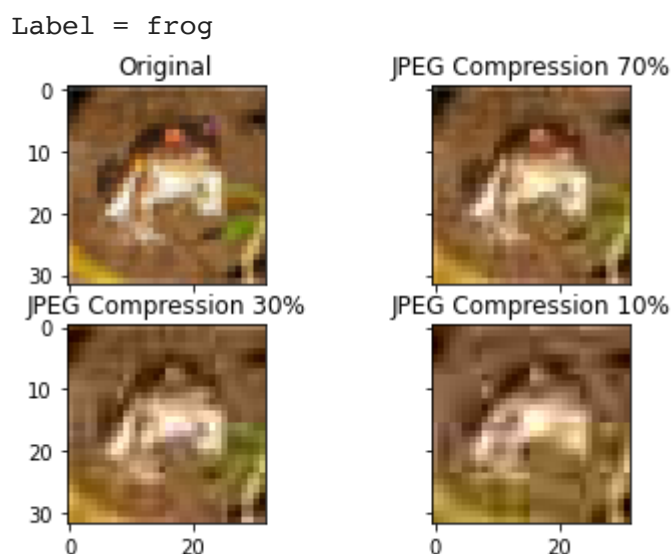 Label = frog
Original
JPEG Compression 70%
0
10
20
30
JPEG Compression 30%
JPEG Compression 10%
0
10
20
30
0
20
0
20